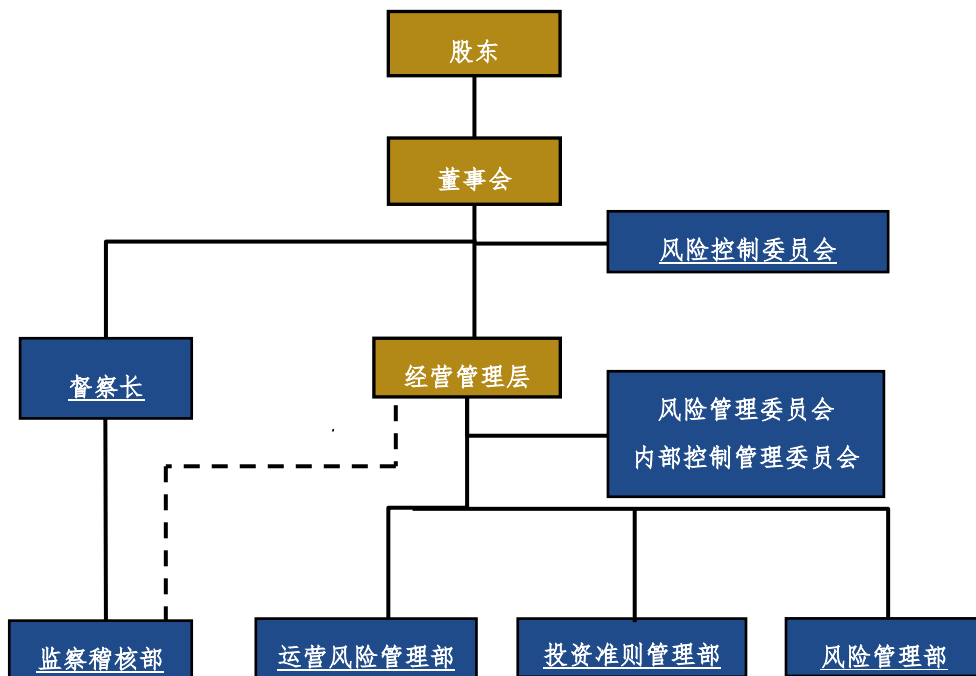 股东
董事会
风险控制委员会
督察长
经营管理层
风险管理委员会
内部控制管理委员会
监察稽核部
运营风险管理部
投资准则管理部
风险管理部